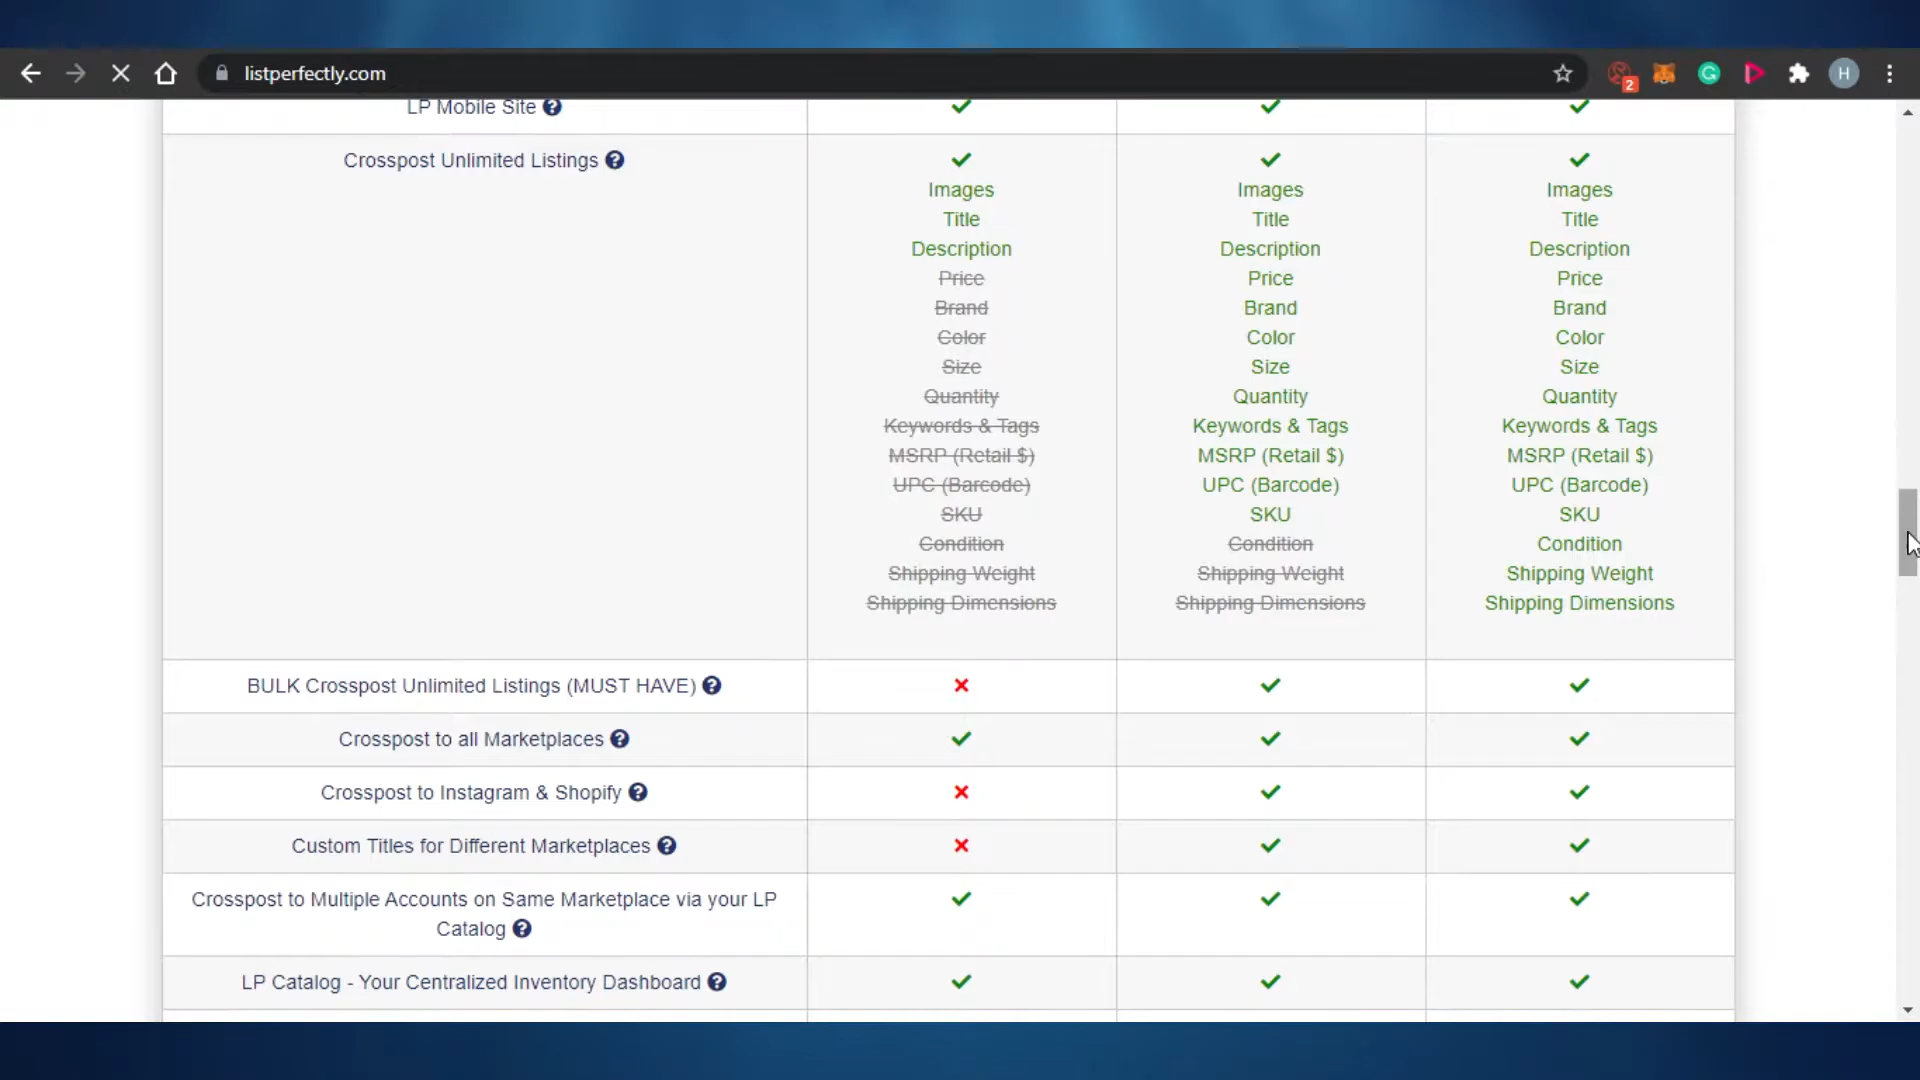 listperfectly.com
2
G
H
LP Mobile Site ?
Crosspost Unlimited Listings ?
Images Images Images
Title Title Title
Description Description Description
Price Price Price
Brand Brand Brand
Color Color Color
Size Size Size
Quantity Quantity Quantity
Keywords & Tags Keywords & Tags Keywords & Tags
MSRP (Retail $) MSRP (Retail $) MSRP (Retail $)
UPC (Barcode) UPC (Barcode) UPC (Barcode)
SKU SKU SKU
Condition Condition Condition
Shipping Weight Shipping Weight Shipping Weight
Shipping Dimensions Shipping Dimensions Shipping Dimensions
BULK Crosspost Unlimited Listings (MUST HAVE) ?
Crosspost to all Marketplaces ?
Crosspost to Instagram & Shopify ?
Custom Titles for Different Marketplaces ?
Crosspost to Multiple Accounts on Same Marketplace via your LP
Catalog ?
LP Catalog - Your Centralized Inventory Dashboard ?